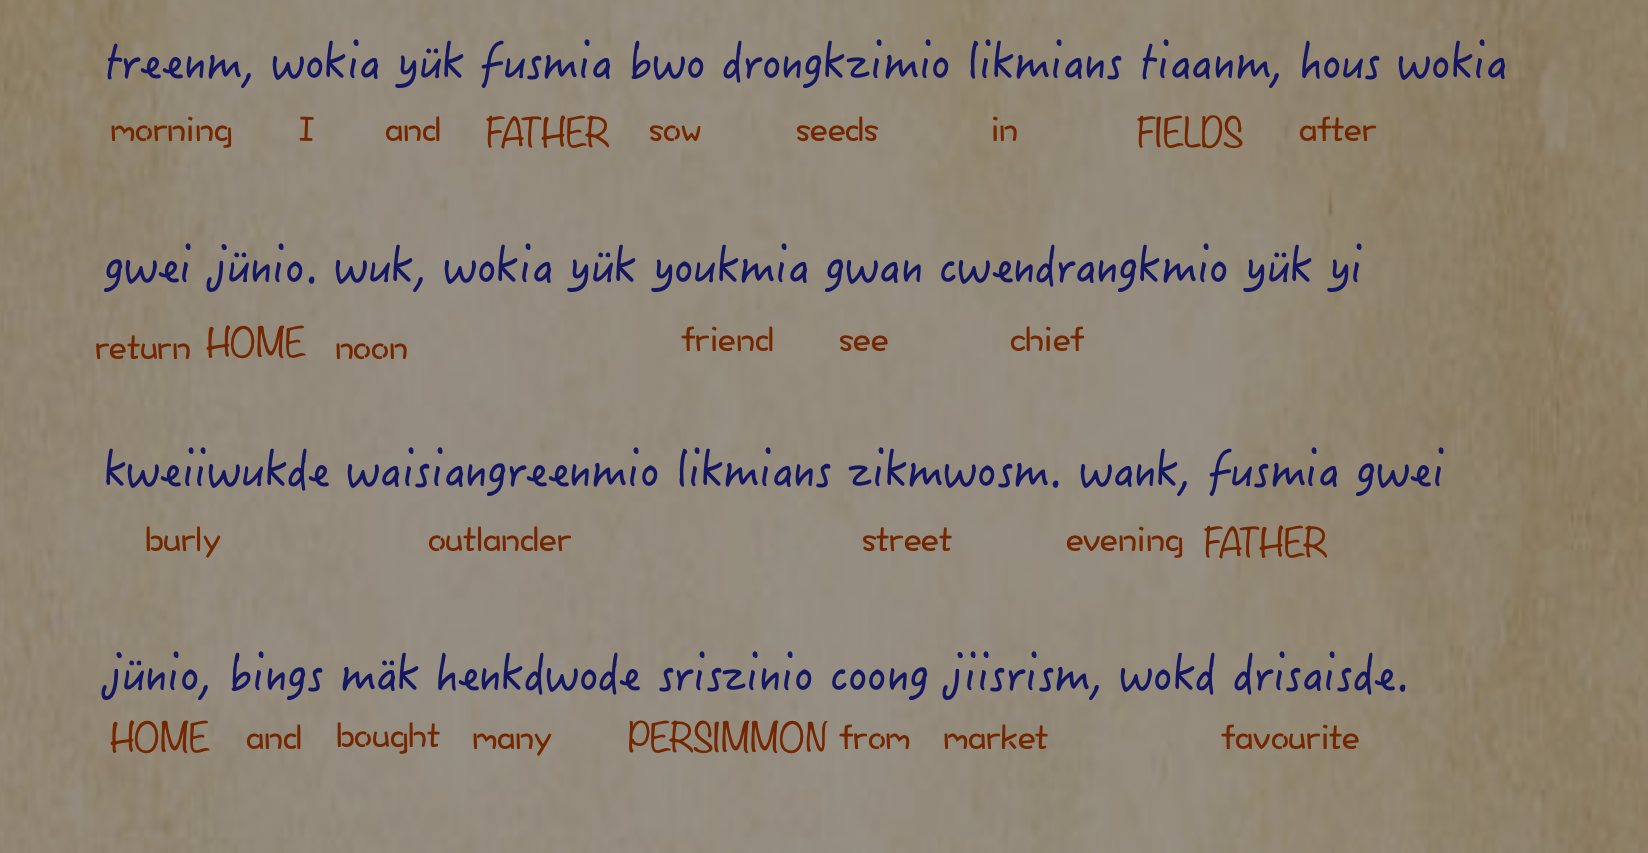 treenm, wokia yük fusmia bwo drongkzimio likmians tiaanm, hous wokia
morning I and FATHER sow seeds in FIELDS after
gwei jünio. wuk, wokia yük youkmia gwan cwendrangkmio yük yi
return HOME noon friend see chief
kweiiwukde waisiangreenmio likmians zikmwosm. wank, fusmia gwei
burly outlander street evening FATHER
jünio, bings mäk henkdwode sriszinio coong jiisrism, wokd drisaisde.
HOME and bought many PERSIMMON from market favourite